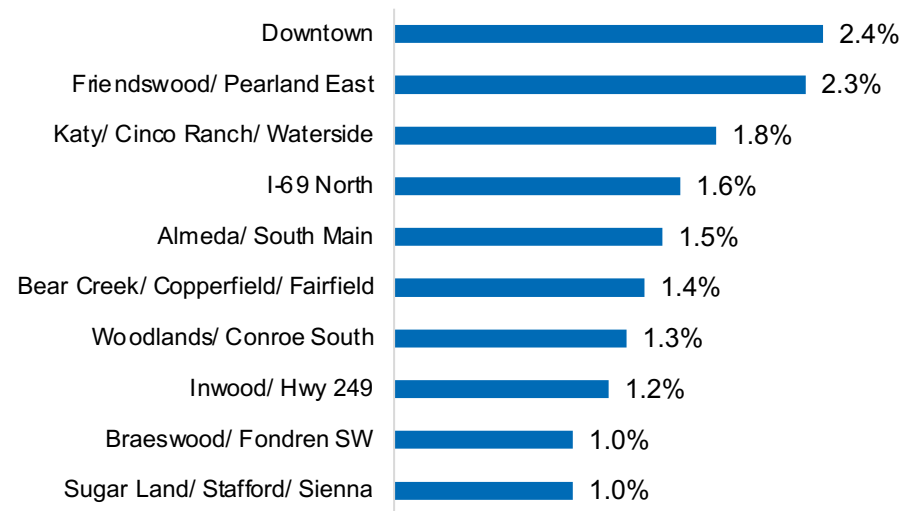 Downtown 2.4%
Friendswood/ Pearland East 2.3%
Katy/ Cinco Ranch/ Waterside 1.8%
I-69 North 1.6%
Almeda/ South Main 1.5%
Bear Creek/ Copperfield/ Fairfield 1.4%
Woodlands/ Conroe South 1.3%
Inwood/ Hwy 249 1.2%
Braeswood/ Fondren SW 1.0%
Sugar Land/ Stafford/ Sienna 1.0%